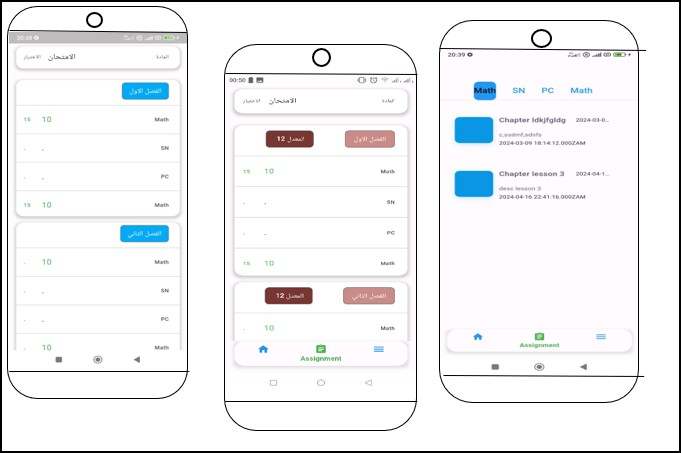 20:38
المادة الامتحان الاختبار
الفصل الاول
15 10 Math
- - SN
- - PC
15 10 Math
الفصل الثاني
- 10 Math
- - SN
- - PC
10 Math
00:50
المادة الامتحان الاختبار
الفصل الاول المعدل 12
15 10 Math
- - SN
- - PC
15 10 Math
الفصل الثاني المعدل 12
- 10 Math
Assignment
20:39
Math SN PC Math
Chapter ldkjfgldg 2024-03-0...
c,ssdmf,sdnfs
2024-03-09 18:14:12.000ZAM
Chapter lesson 3 2024-04-1...
desc lesson 3
2024-04-16 22:41:16.000ZAM
Assignment